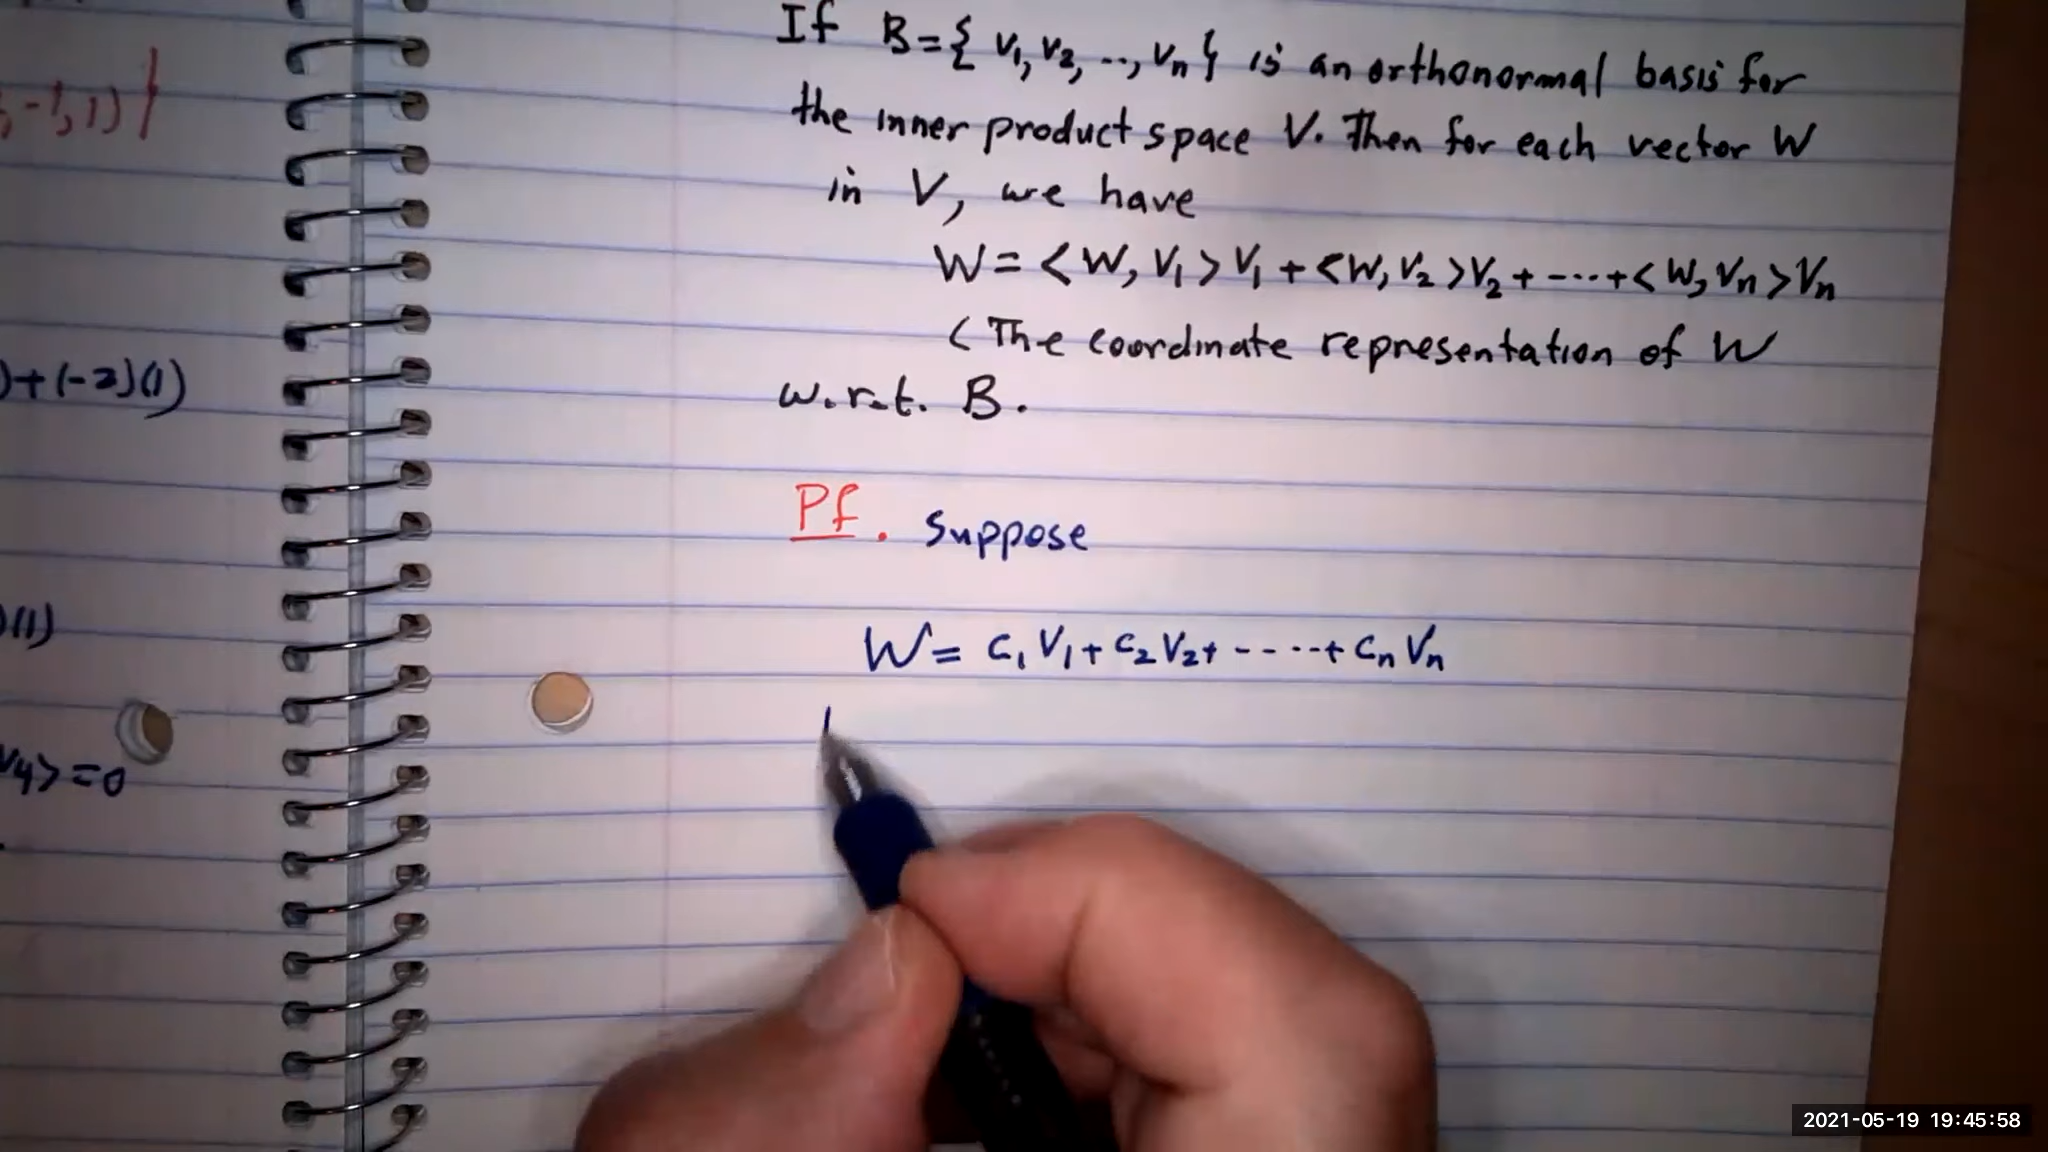 , -1, 1) }
) + (-2)(1)
)(1)
V4> = 0
If B = { v1, v2, .., vn } is an orthonormal basis for
the inner product space V. Then for each vector W
in V, we have
W = <W, V1> V1 + <W, V2> V2 + ---- + <W, Vn> Vn
( The coordinate representation of W
w.r.t. B.
Pf. Suppose
W = c1 V1 + c2 V2 + ----- + cn Vn
2021-05-19 19:45:58